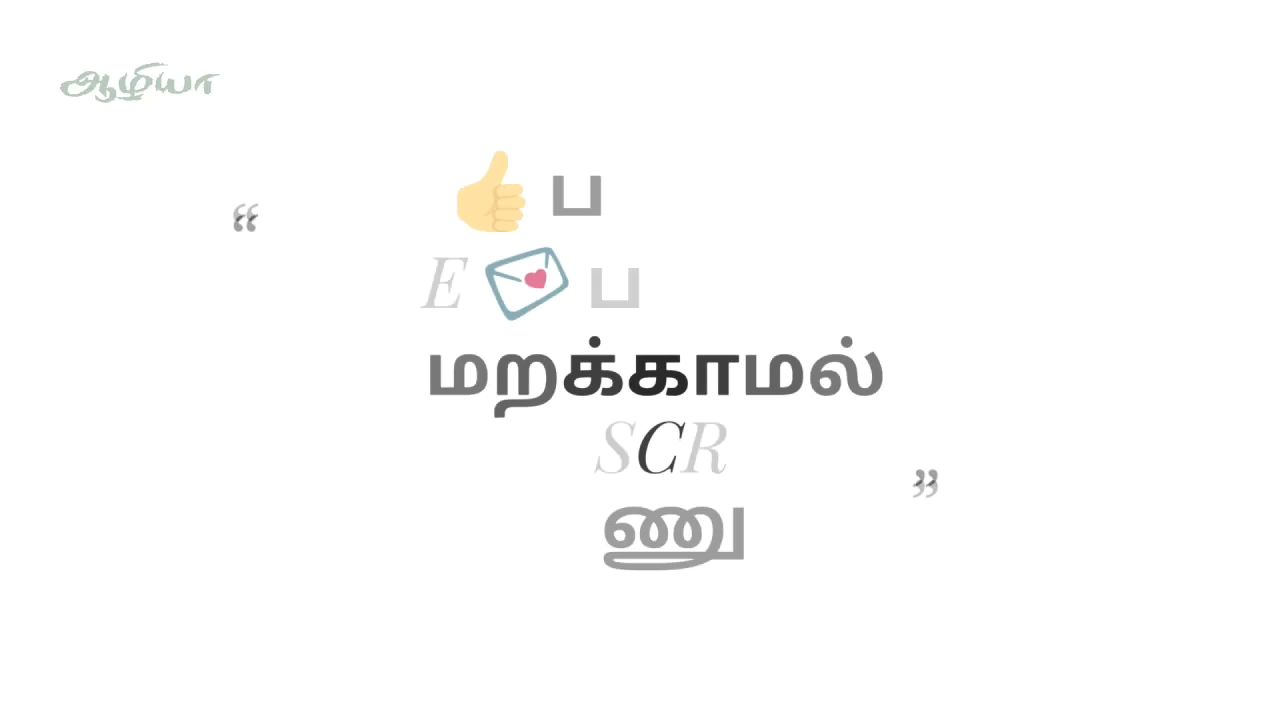 ஆழியா
“ 👍 ப
E 💌 ப
மறக்காமல்
SCR
ணு ”